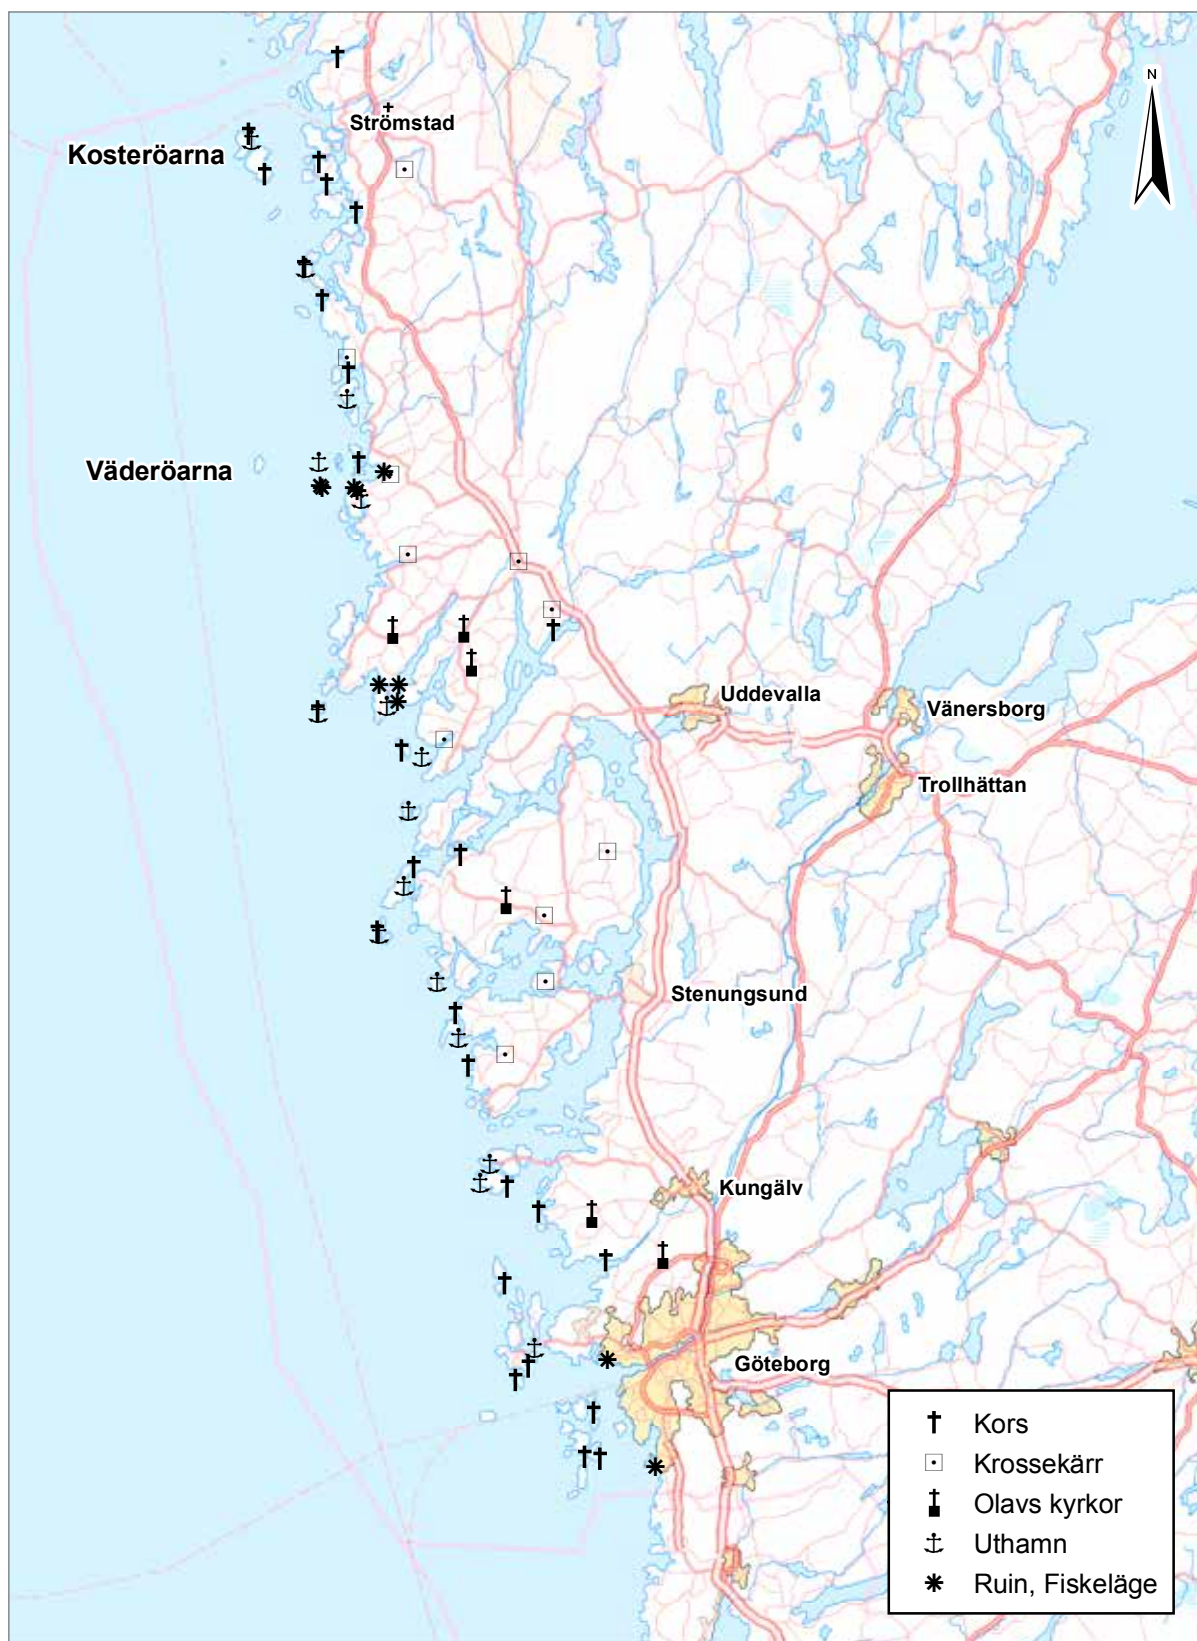 N
Strömstad
Kosteröarna
Väderöarna
Uddevalla
Vänersborg
Trollhättan
Stenungsund
Kungälv
Göteborg
Kors
Krossekärr
Olavs kyrkor
Uthamn
Ruin, Fiskeläge